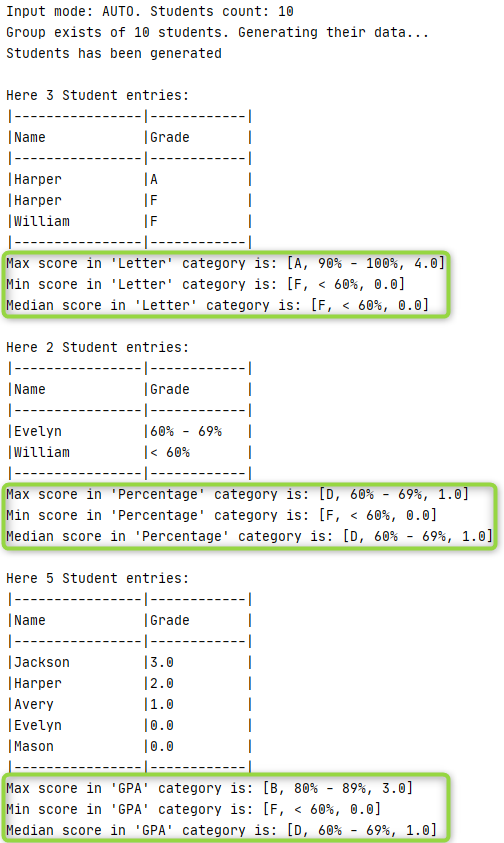 Input mode: AUTO. Students count: 10
Group exists of 10 students. Generating their data...
Students has been generated
Here 3 Student entries:
|----------------|------------|
|Name            |Grade       |
|----------------|------------|
|Harper          |A           |
|Harper          |F           |
|William         |F           |
|----------------|------------|
Max score in 'Letter' category is: [A, 90% - 100%, 4.0]
Min score in 'Letter' category is: [F, < 60%, 0.0]
Median score in 'Letter' category is: [F, < 60%, 0.0]
Here 2 Student entries:
|----------------|------------|
|Name            |Grade       |
|----------------|------------|
|Evelyn          |60% - 69%   |
|William         |< 60%       |
|----------------|------------|
Max score in 'Percentage' category is: [D, 60% - 69%, 1.0]
Min score in 'Percentage' category is: [F, < 60%, 0.0]
Median score in 'Percentage' category is: [D, 60% - 69%, 1.0]
Here 5 Student entries:
|----------------|------------|
|Name            |Grade       |
|----------------|------------|
|Jackson         |3.0         |
|Harper          |2.0         |
|Avery           |1.0         |
|Evelyn          |0.0         |
|Mason           |0.0         |
|----------------|------------|
Max score in 'GPA' category is: [B, 80% - 89%, 3.0]
Min score in 'GPA' category is: [F, < 60%, 0.0]
Median score in 'GPA' category is: [D, 60% - 69%, 1.0]